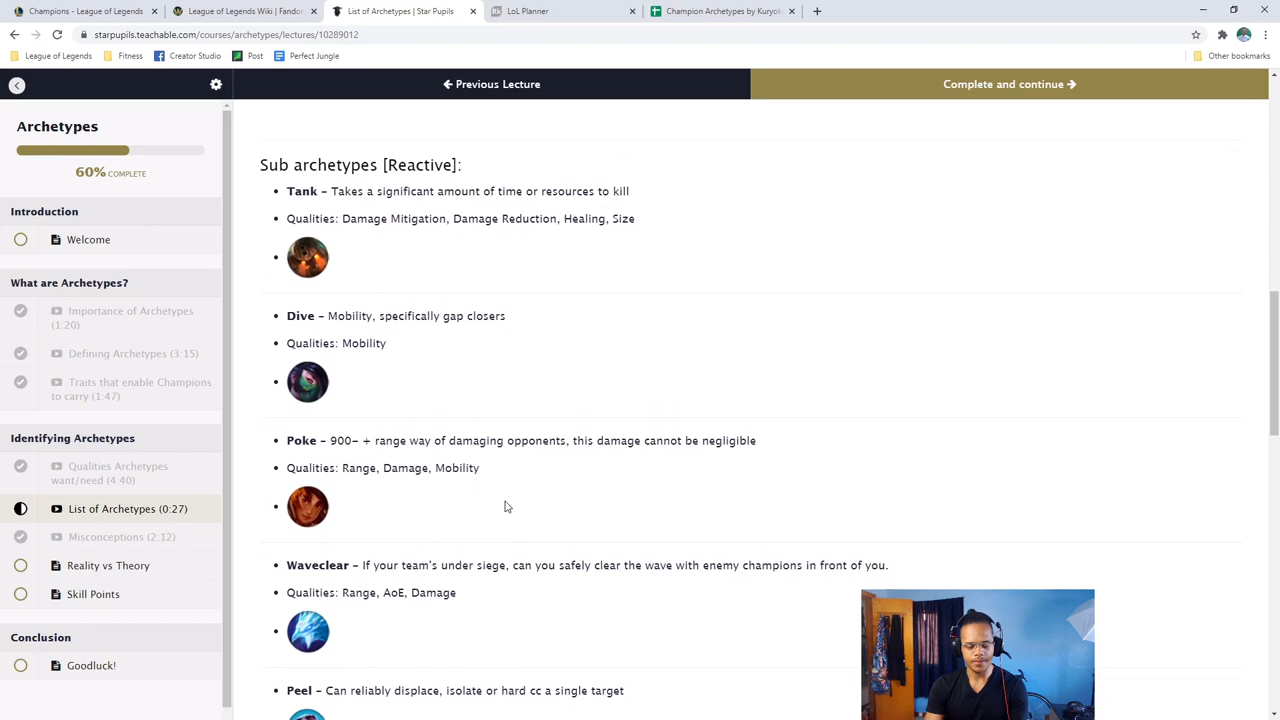 Champions - League of Legends
League of Legends Wiki | Fandon
List of Archetypes | Star Pupils
LoL Planner
Champion Archetypes by Kuryok
starpupils.teachable.com/courses/archetypes/lectures/10289012
League of Legends
Fitness
Creator Studio
Post
Perfect Jungle
Other bookmarks
Previous Lecture
Complete and continue
Archetypes
60% COMPLETE
Introduction
Welcome
What are Archetypes?
Importance of Archetypes
(1:20)
Defining Archetypes (3:15)
Traits that enable Champions
to carry (1:47)
Identifying Archetypes
Qualities Archetypes
want/need (4:40)
List of Archetypes (0:27)
Misconceptions (2:12)
Reality vs Theory
Skill Points
Conclusion
Goodluck!
Sub archetypes [Reactive]:
Tank – Takes a significant amount of time or resources to kill
Qualities: Damage Mitigation, Damage Reduction, Healing, Size
Dive – Mobility, specifically gap closers
Qualities: Mobility
Poke – 900– + range way of damaging opponents, this damage cannot be negligible
Qualities: Range, Damage, Mobility
Waveclear – If your team's under siege, can you safely clear the wave with enemy champions in front of you.
Qualities: Range, AoE, Damage
Peel – Can reliably displace, isolate or hard cc a single target